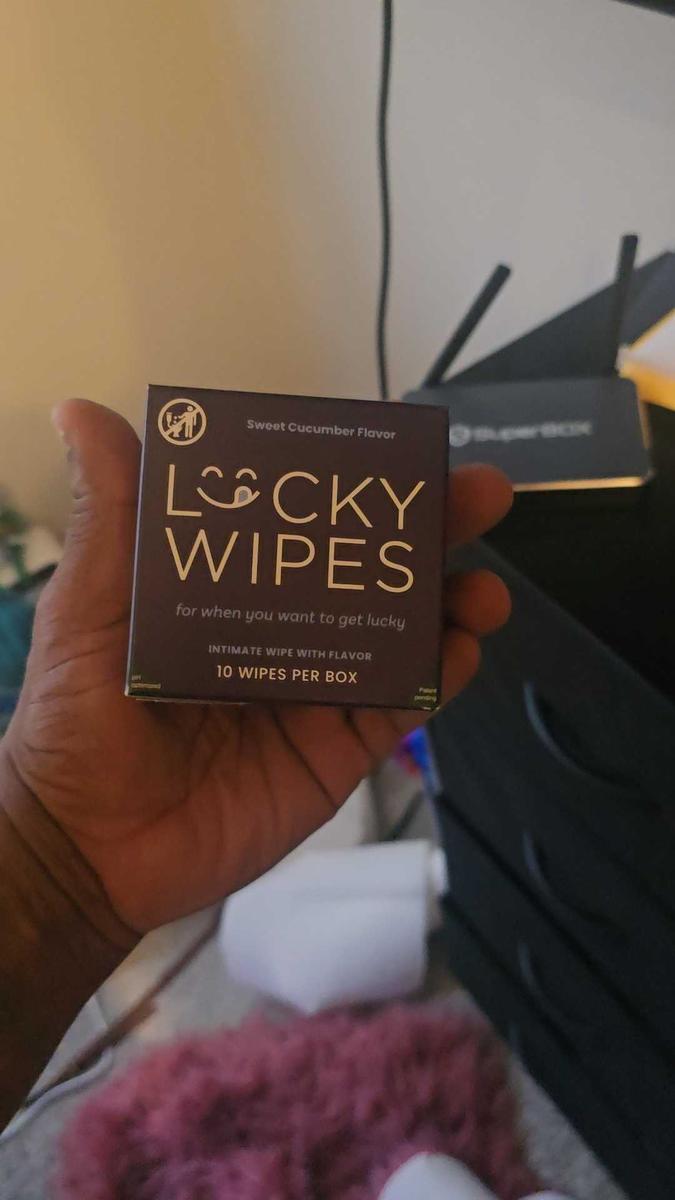 Sweet Cucumber Flavor
LUCKY
WIPES
for when you want to get lucky
INTIMATE WIPE WITH FLAVOR
10 WIPES PER BOX
Patent
pending
SuperBOX